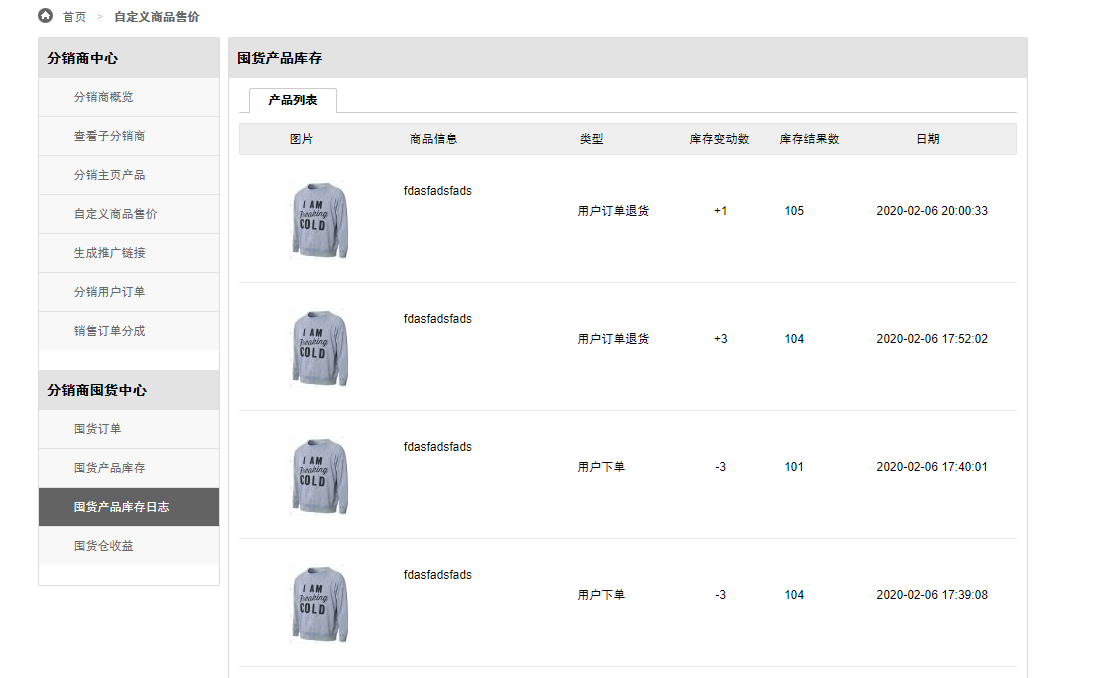 首页 > 自定义商品售价
分销商中心
分销商概览
查看子分销商
分销主页产品
自定义商品售价
生成推广链接
分销用户订单
销售订单分成
分销商囤货中心
囤货订单
囤货产品库存
囤货产品库存日志
囤货仓收益
囤货产品库存
产品列表
图片 商品信息 类型 库存变动数 库存结果数 日期
I AM
freaking
COLD
fdasfadsfads
用户订单退货 +1 105 2020-02-06 20:00:33
I AM
freaking
COLD
fdasfadsfads
用户订单退货 +3 104 2020-02-06 17:52:02
I AM
freaking
COLD
fdasfadsfads
用户下单 -3 101 2020-02-06 17:40:01
I AM
freaking
COLD
fdasfadsfads
用户下单 -3 104 2020-02-06 17:39:08